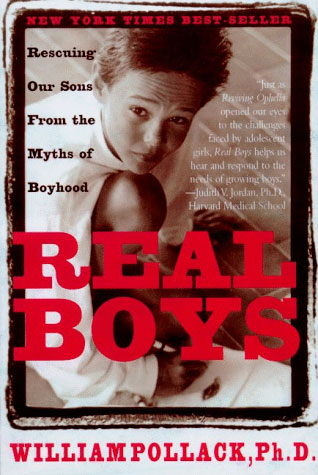 NEW YORK TIMES BEST-SELLER
Rescuing
Our Sons
From the
Myths of
Boyhood
"Just as
Reviving Ophelia
opened our eyes
to the challenges
faced by adolescent
girls, Real Boys helps us
hear and respond to the
needs of growing boys."
—Judith V. Jordan, Ph.D.,
Harvard Medical School
REAL
BOYS
WILLIAM POLLACK, Ph.D.